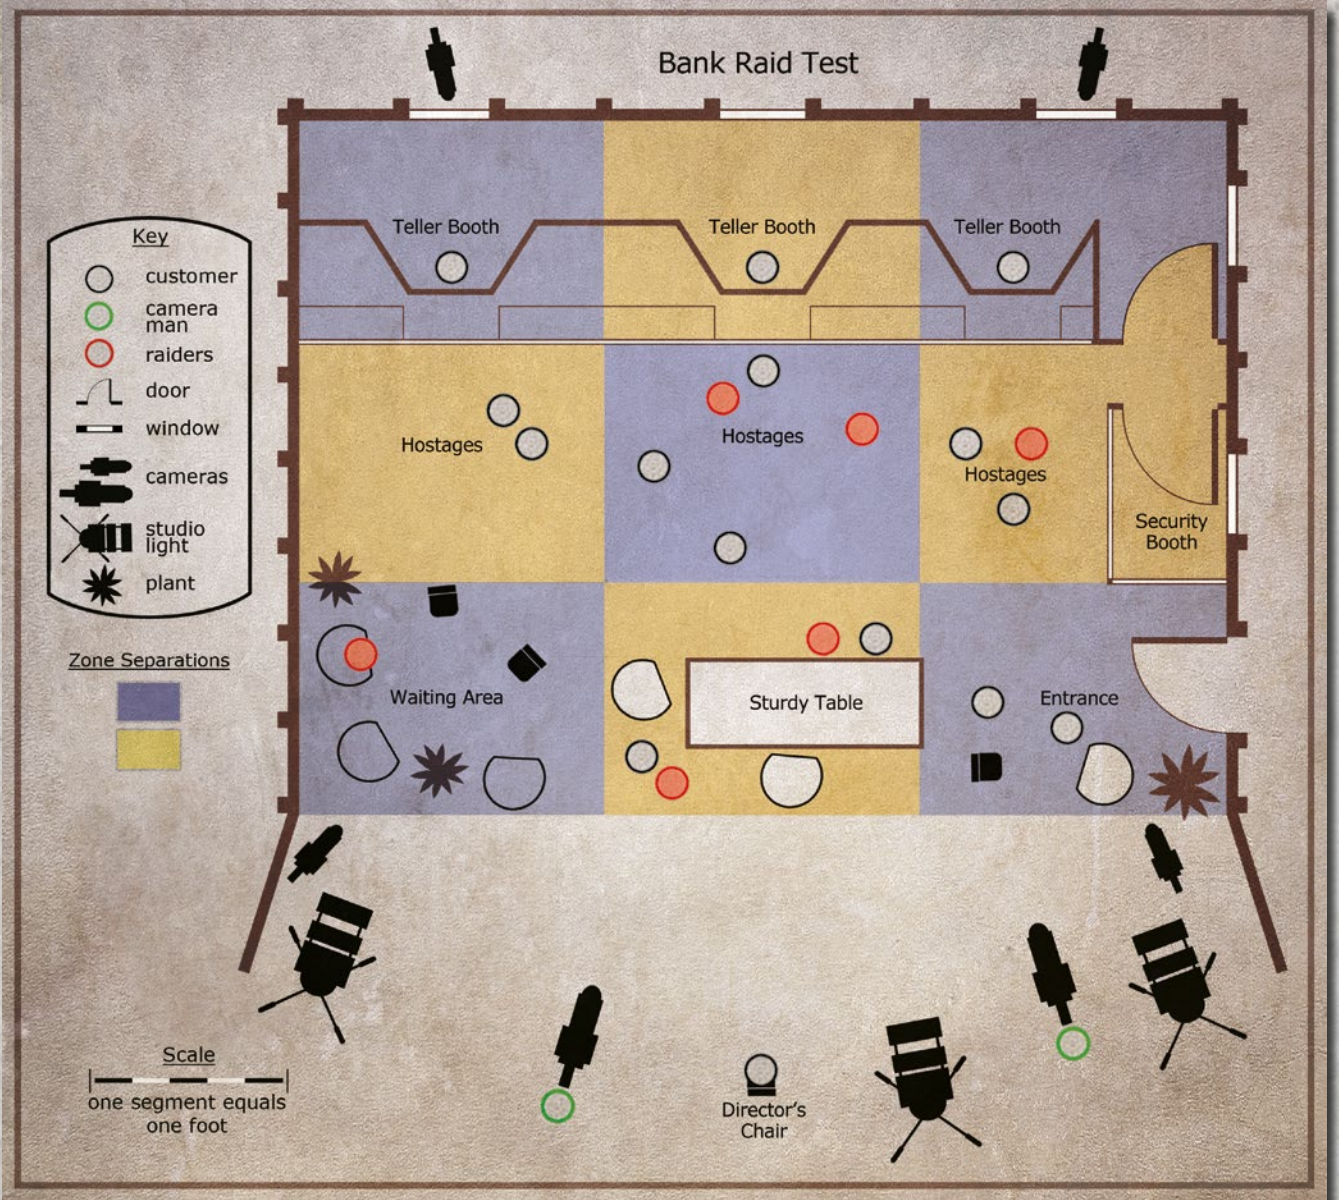 Bank Raid Test
Key
customer
camera
man
raiders
door
window
cameras
studio
light
plant
Zone Separations
Teller Booth
Teller Booth
Teller Booth
Hostages
Hostages
Hostages
Security
Booth
Waiting Area
Sturdy Table
Entrance
Scale
one segment equals
one foot
Director's
Chair